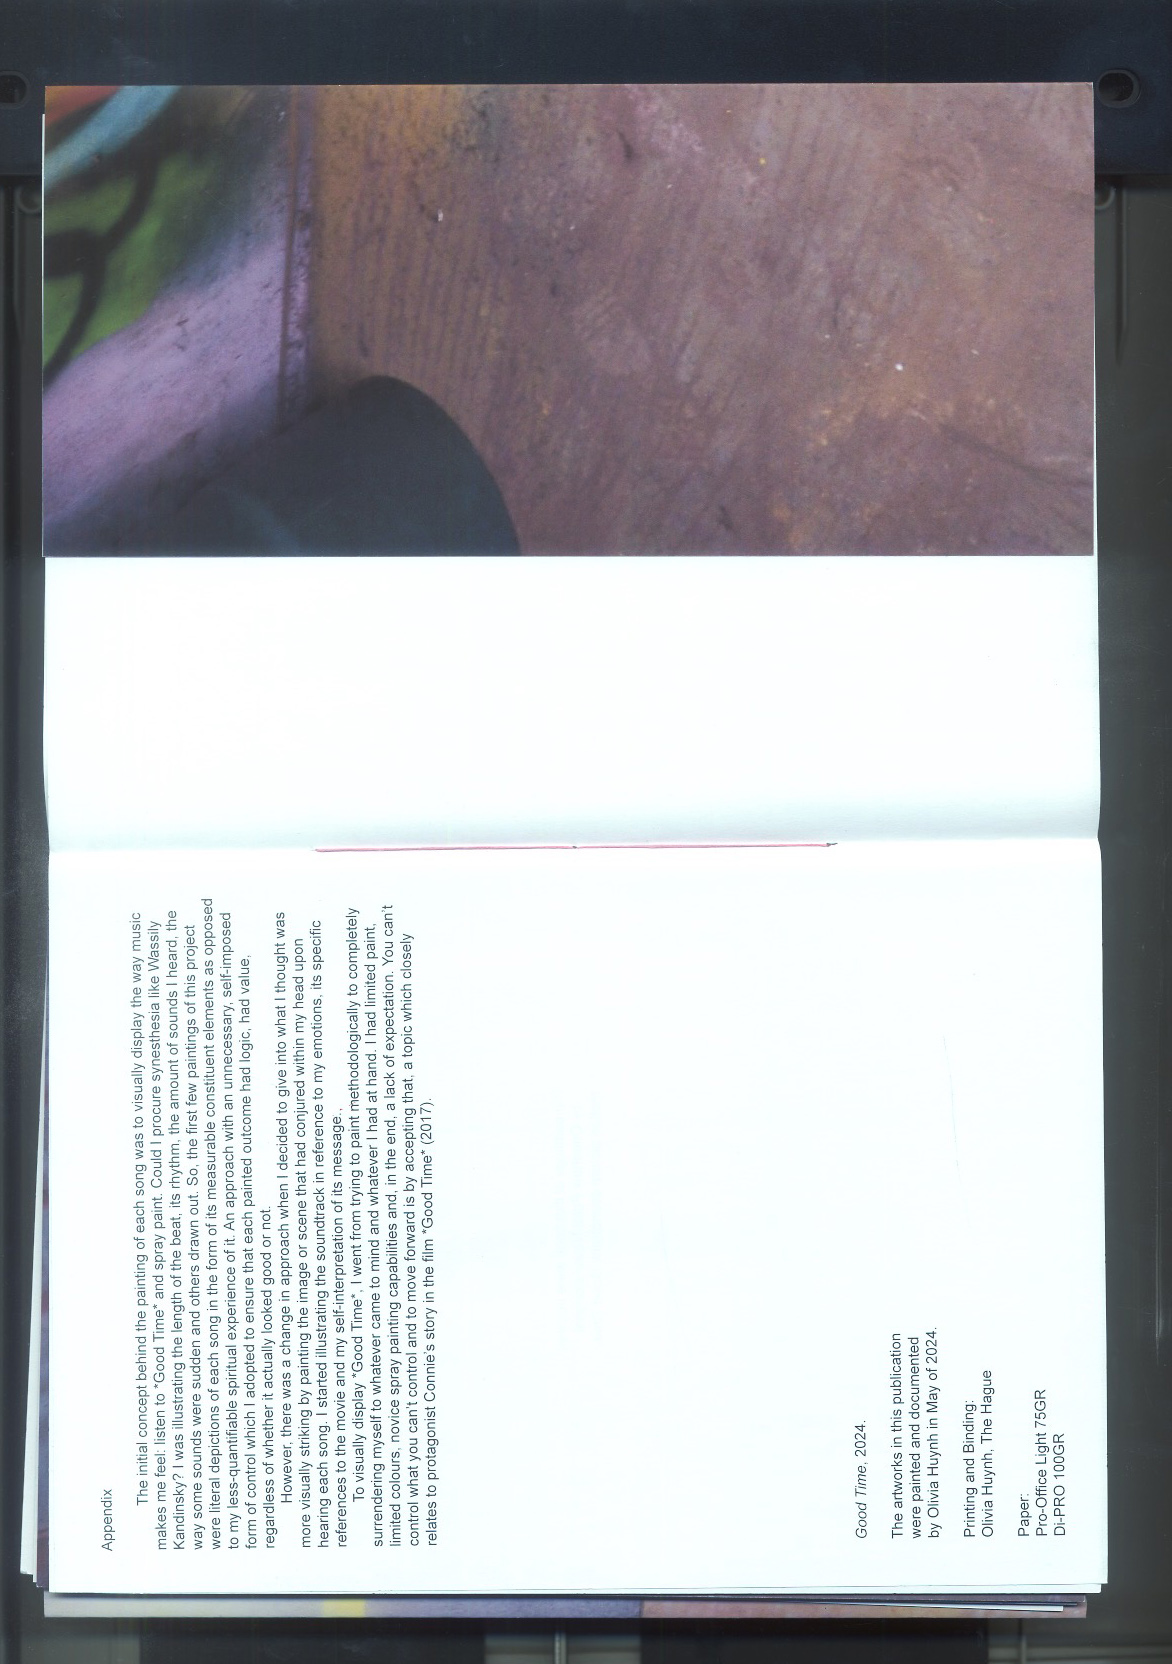 Appendix
The initial concept behind the painting of each song was to visually display the way music
makes me feel: listen to *Good Time* and spray paint. Could I procure synesthesia like Wassily
Kandinsky? I was illustrating the length of the beat, its rhythm, the amount of sounds I heard, the
way some sounds were sudden and others drawn out. So, the first few paintings of this project
were literal depictions of each song in the form of its measurable constituent elements as opposed
to my less-quantifiable spiritual experience of it. An approach with an unnecessary, self-imposed
form of control which I adopted to ensure that each painted outcome had logic, had value,
regardless of whether it actually looked good or not.
However, there was a change in approach when I decided to give into what I thought was
more visually striking by painting the image or scene that had conjured within my head upon
hearing each song. I started illustrating the soundtrack in reference to my emotions, its specific
references to the movie and my self-interpretation of its message..
To visually display *Good Time*, I went from trying to paint methodologically to completely
surrendering myself to whatever came to mind and whatever I had at hand. I had limited paint,
limited colours, novice spray painting capabilities and, in the end, a lack of expectation. You can't
control what you can't control and to move forward is by accepting that, a topic which closely
relates to protagonist Connie's story in the film *Good Time* (2017).
Good Time, 2024.
The artworks in this publication
were painted and documented
by Olivia Huynh in May of 2024.
Printing and Binding:
Olivia Huynh, The Hague
Paper:
Pro-Office Light 75GR
Di-PRO 100GR